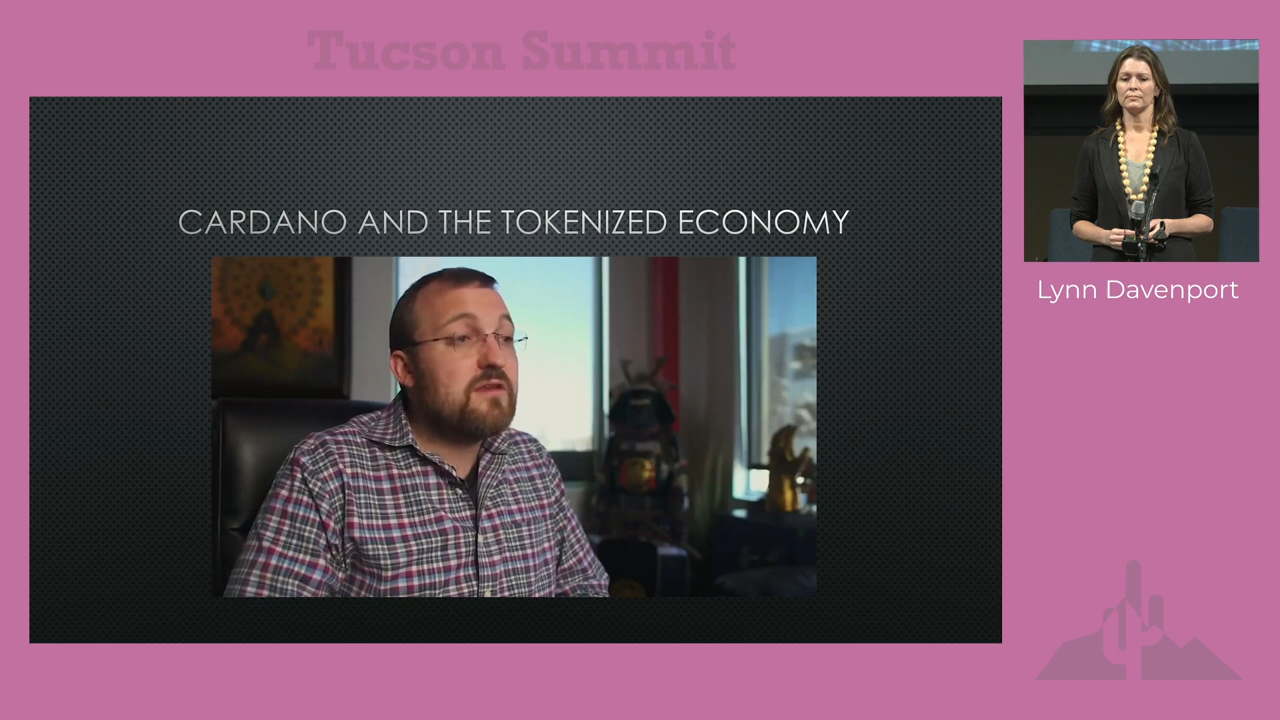 Tucson Summit
CARDANO AND THE TOKENIZED ECONOMY
Lynn Davenport